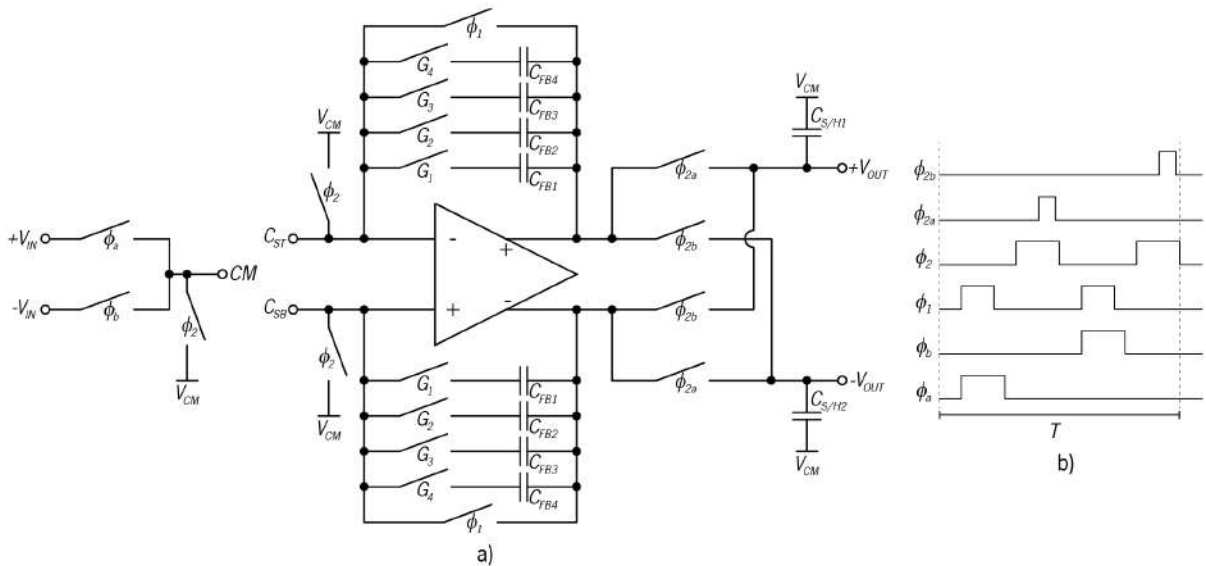 ϕ1
G4
CFB4
G3
CFB3
G2
CFB2
G1
CFB1
VCM
ϕ2
VCM
CS/H1
ϕ2a
+VOUT
+VIN
ϕa
CST
-
+
ϕ2b
CM
-VIN
ϕb
ϕ2
VCM
CSB
+
-
ϕ2b
ϕ2
VCM
G1
CFB1
G2
CFB2
G3
CFB3
G4
CFB4
ϕ1
ϕ2a
-VOUT
CS/H2
VCM
a)
ϕ2b
ϕ2a
ϕ2
ϕ1
ϕb
ϕa
T
b)